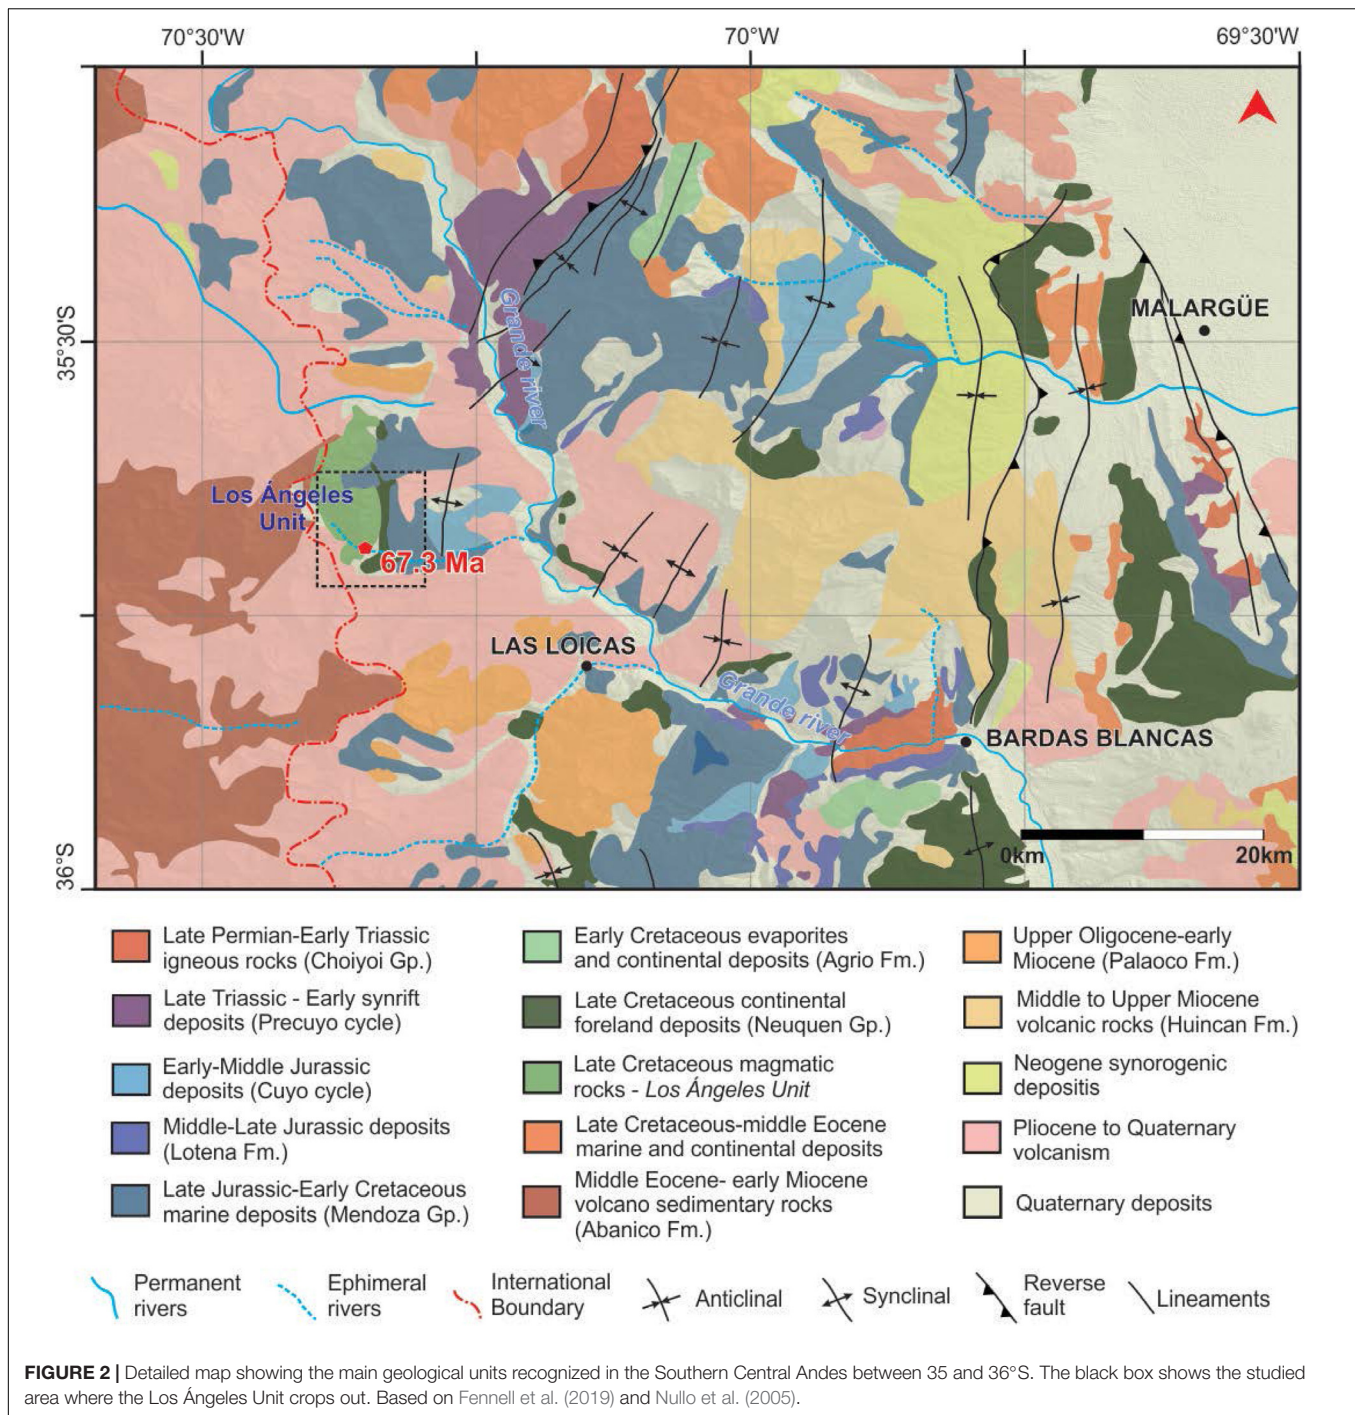 70°30'W
70°W
69°30'W
35°30'S
36°S
MALARGÜE
Grande river
Los Ángeles
Unit
67.3 Ma
LAS LOICAS
Grande river
BARDAS BLANCAS
0km
20km
Late Permian-Early Triassic
igneous rocks (Choiyoi Gp.)
Late Triassic - Early synrift
deposits (Precuyo cycle)
Early-Middle Jurassic
deposits (Cuyo cycle)
Middle-Late Jurassic deposits
(Lotena Fm.)
Late Jurassic-Early Cretaceous
marine deposits (Mendoza Gp.)
Early Cretaceous evaporites
and continental deposits (Agrio Fm.)
Late Cretaceous continental
foreland deposits (Neuquen Gp.)
Late Cretaceous magmatic
rocks - Los Ángeles Unit
Late Cretaceous-middle Eocene
marine and continental deposits
Middle Eocene- early Miocene
volcano sedimentary rocks
(Abanico Fm.)
Upper Oligocene-early
Miocene (Palaoco Fm.)
Middle to Upper Miocene
volcanic rocks (Huincan Fm.)
Neogene synorogenic
depositis
Pliocene to Quaternary
volcanism
Quaternary deposits
Permanent
rivers
Ephimeral
rivers
International
Boundary
Anticlinal
Synclinal
Reverse
fault
Lineaments
FIGURE 2 | Detailed map showing the main geological units recognized in the Southern Central Andes between 35 and 36°S. The black box shows the studied
area where the Los Ángeles Unit crops out. Based on Fennell et al. (2019) and Nullo et al. (2005).